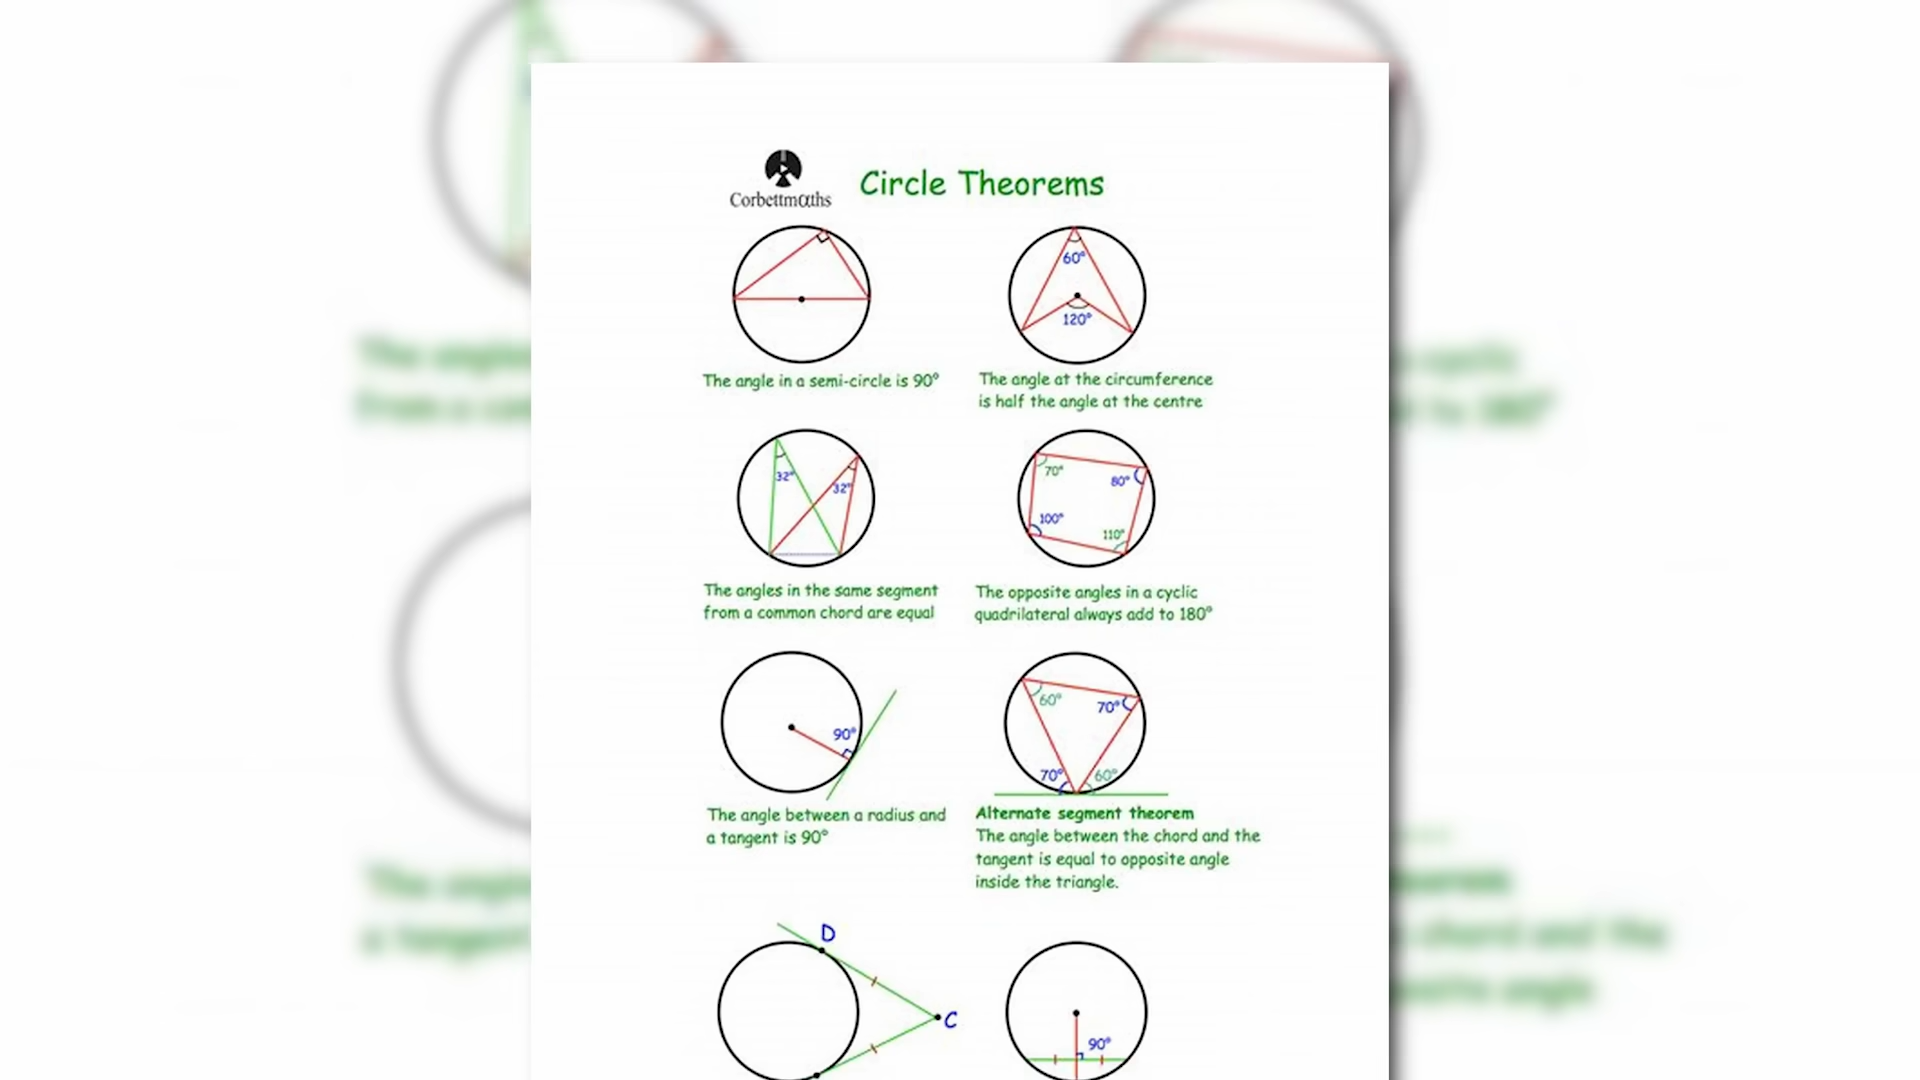 Corbettmαths
Circle Theorems
60°
120°
The angle in a semi-circle is 90°
The angle at the circumference
is half the angle at the centre
32°
32°
70°
80°
100°
110°
The angles in the same segment
from a common chord are equal
The opposite angles in a cyclic
quadrilateral always add to 180°
90°
60°
70°
70°
60°
The angle between a radius and
a tangent is 90°
Alternate segment theorem
The angle between the chord and the
tangent is equal to opposite angle
inside the triangle.
D
C
90°